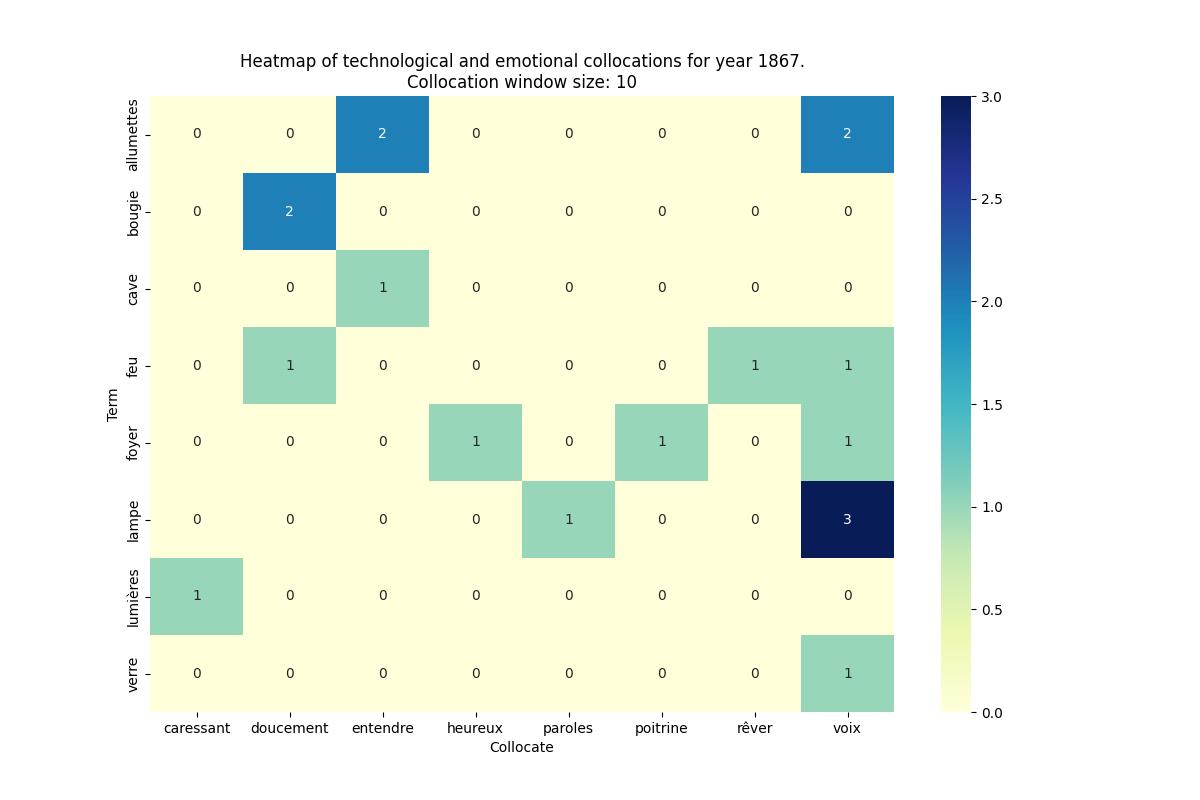 Heatmap of technological and emotional collocations for year 1867.
Collocation window size: 10
Term
allumettes 0 0 2 0 0 0 0 2
bougie 0 2 0 0 0 0 0 0
cave 0 0 1 0 0 0 0 0
feu 0 1 0 0 0 0 1 1
foyer 0 0 0 1 0 1 0 1
lampe 0 0 0 0 1 0 0 3
lumières 1 0 0 0 0 0 0 0
verre 0 0 0 0 0 0 0 1
caressant doucement entendre heureux paroles poitrine rêver voix
Collocate
3.0
2.5
2.0
1.5
1.0
0.5
0.0